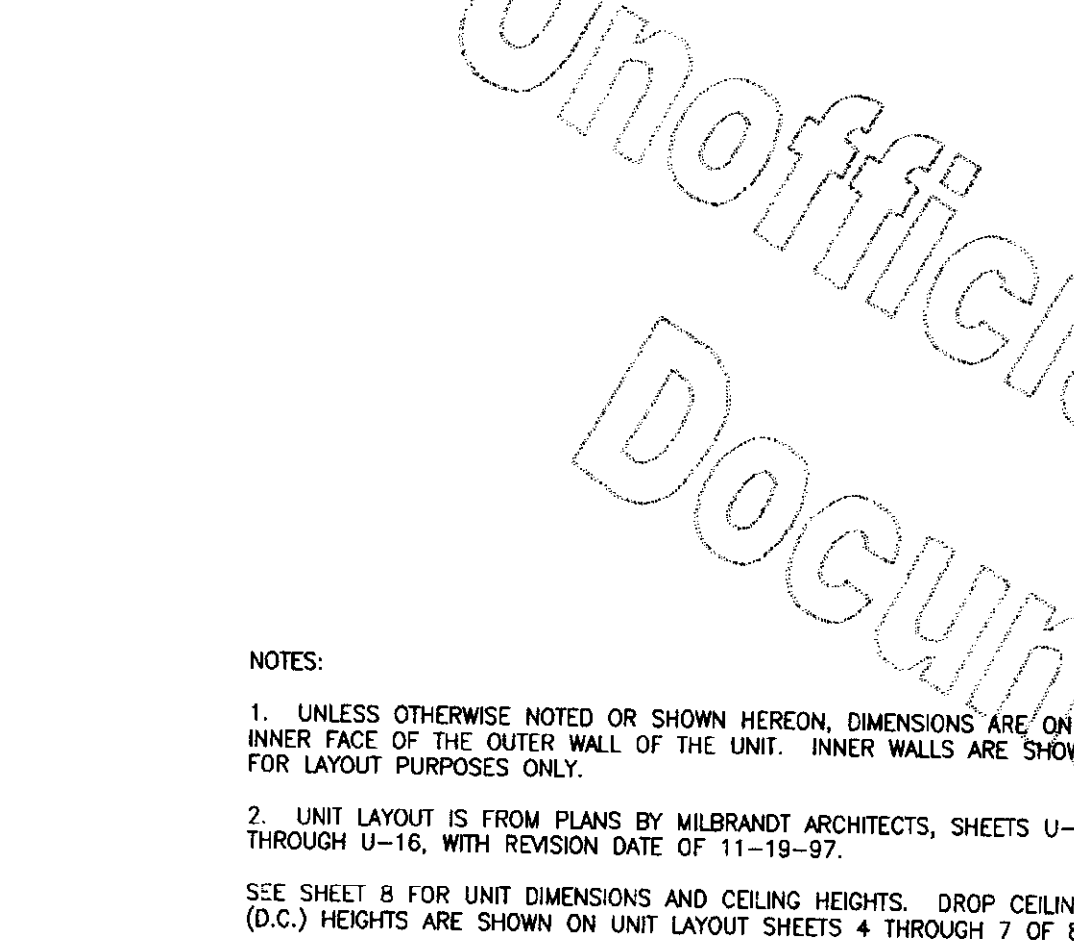 Unoffici
Docum
NOTES:
1. UNLESS OTHERWISE NOTED OR SHOWN HEREON, DIMENSIONS ARE ON
INNER FACE OF THE OUTER WALL OF THE UNIT. INNER WALLS ARE SHOW
FOR LAYOUT PURPOSES ONLY.
2. UNIT LAYOUT IS FROM PLANS BY MILBRANDT ARCHITECTS, SHEETS U-
THROUGH U-16, WITH REVISION DATE OF 11-19-97.
SEE SHEET 8 FOR UNIT DIMENSIONS AND CEILING HEIGHTS. DROP CEILIN
(D.C.) HEIGHTS ARE SHOWN ON UNIT LAYOUT SHEETS 4 THROUGH 7 OF 8